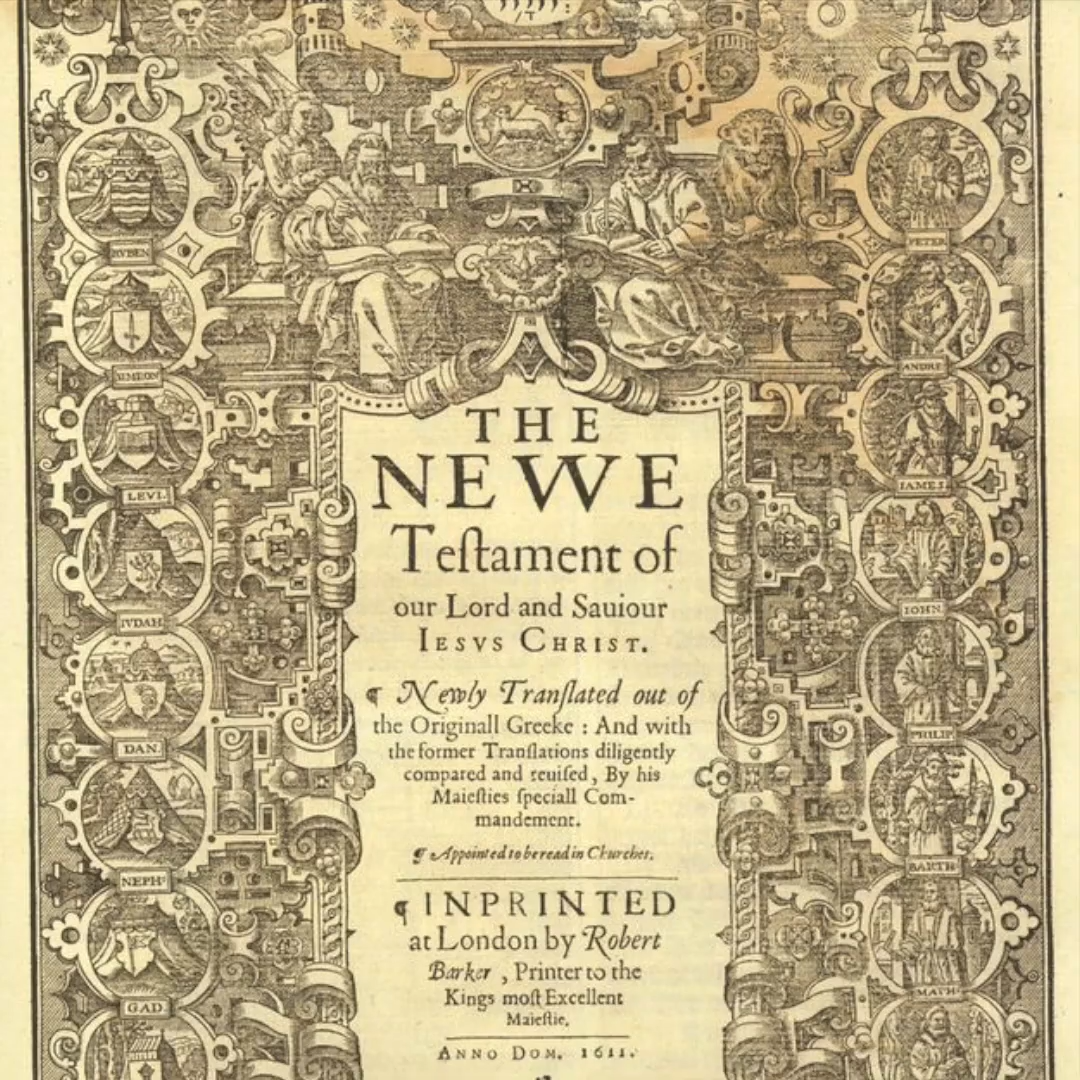 RVBEN.
SIMEON
LEVI.
IVDAH
DAN.
NEPH:
GAD
THE
NEWE
Teſtament of
our Lord and Sauiour
IESVS CHRIST.
¶ Newly Tranſlated out of
the Originall Greeke : And with
the former Tranſlations diligently
compared and reuiſed, By his
Maieſties ſpeciall Com-
mandement.
¶ Appointed to be read in Churches.
¶ INPRINTED
at London by Robert
Barker, Printer to the
Kings moſt Excellent
Maieſtie.
ANNO DOM. 1611.
PETER
ANDRE
IAMES.
IOHN.
PHILIP.
BARTH:
MATH: